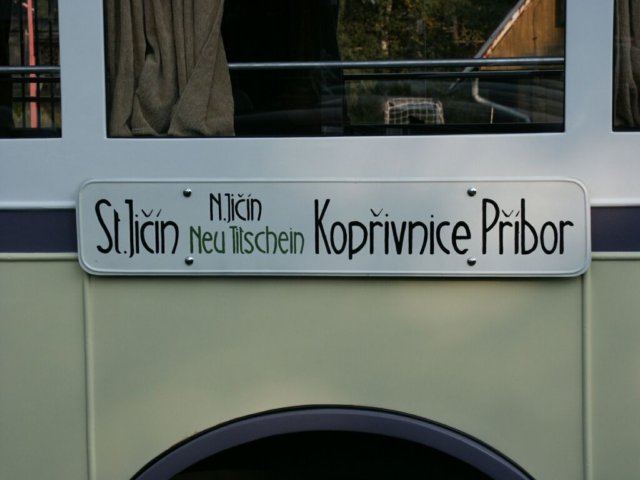 St.Jičín N.Jičín Kopřivnice Příbor
Neu Titschein